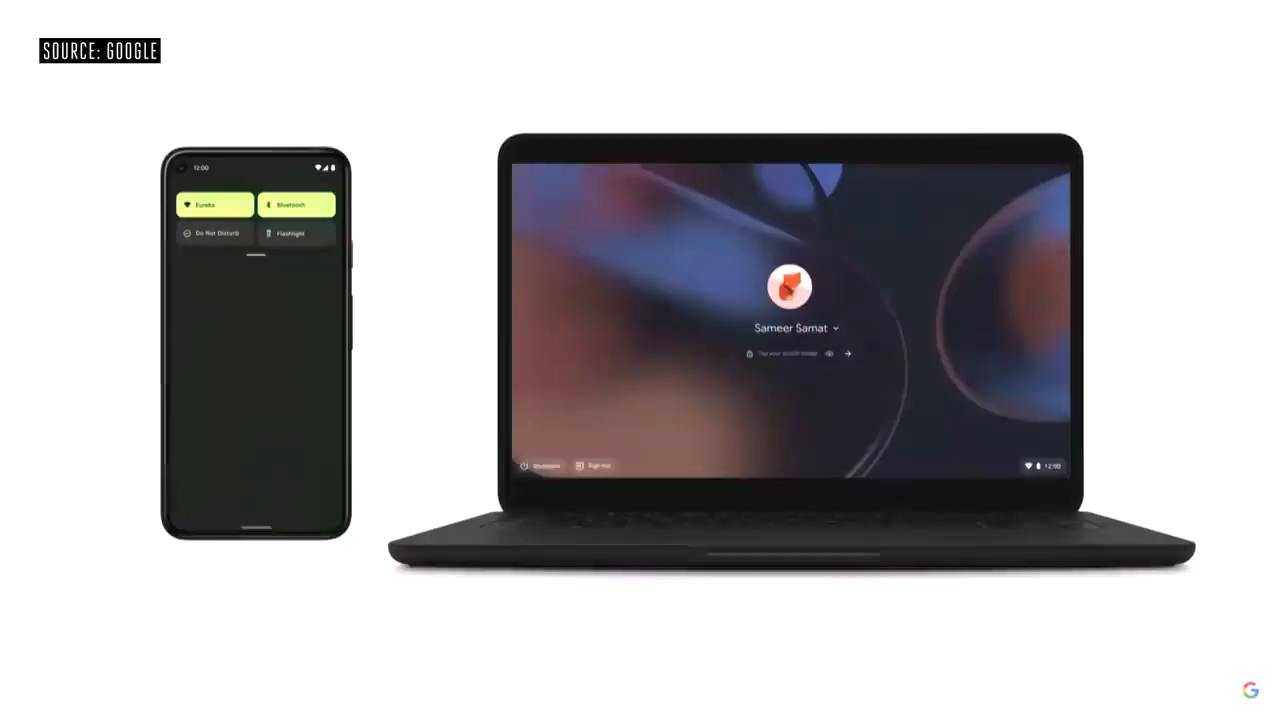 SOURCE: GOOGLE
12:00
Eureka
Bluetooth
Do Not Disturb
Flashlight
Sameer Samat
Shutdown
Sign out
12:00